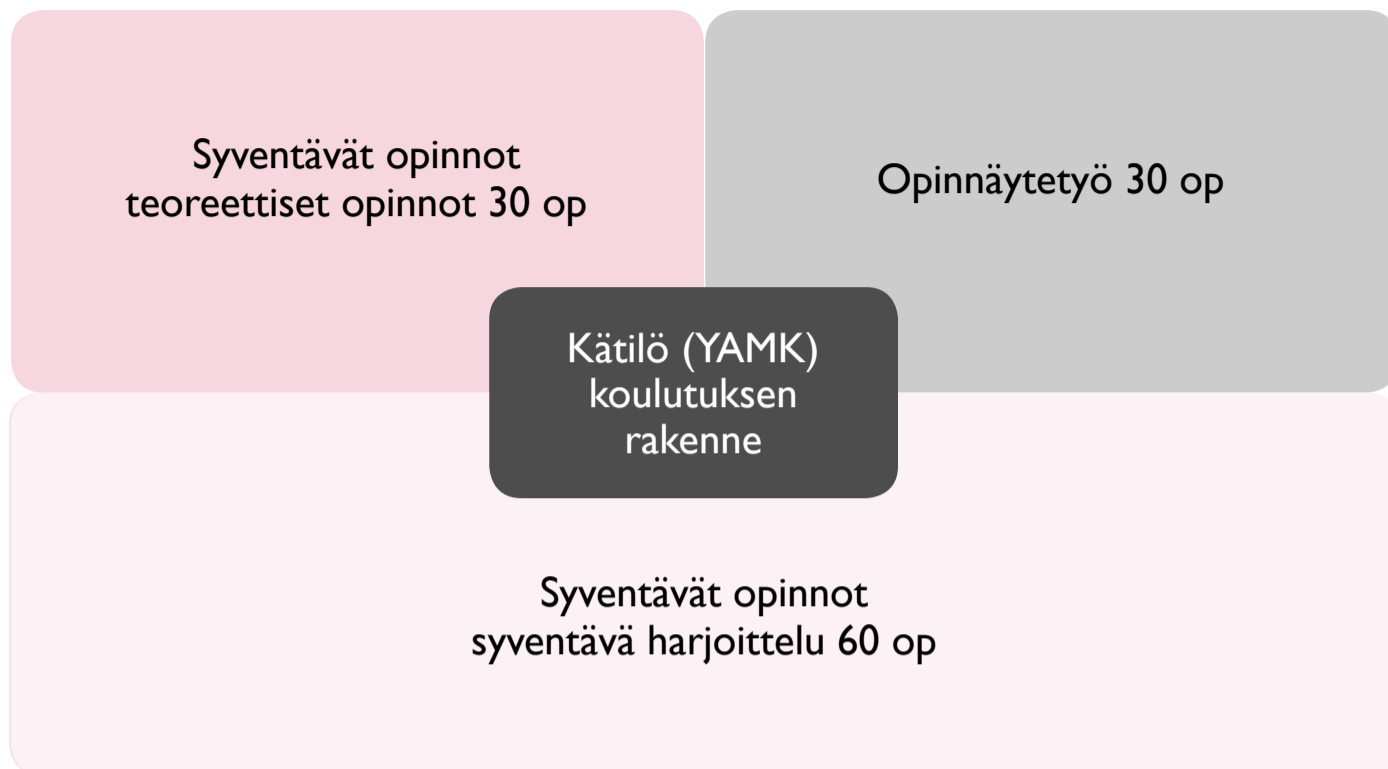 Syventävät opinnot
teoreettiset opinnot 30 op
Opinnäytetyö 30 op
Kätilö (YAMK)
koulutuksen
rakenne
Syventävät opinnot
syventävä harjoittelu 60 op